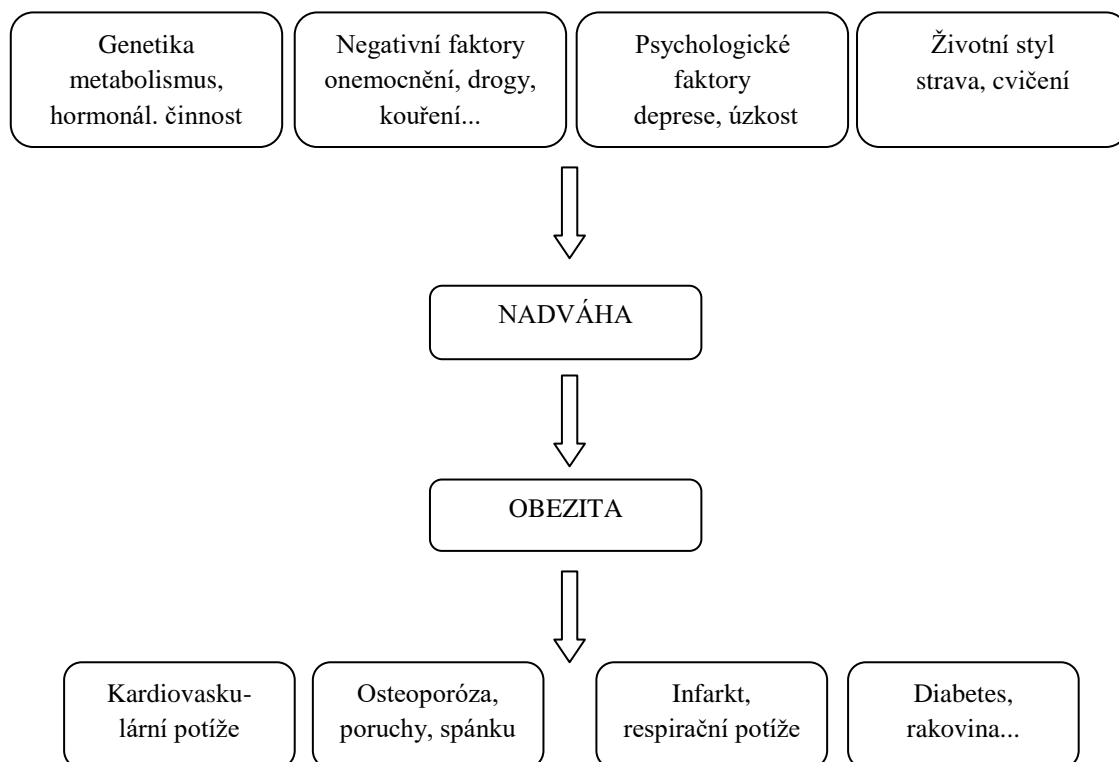 Genetika
metabolismus,
hormonál. činnost
Negativní faktory
onemocnění, drogy,
kouření...
Psychologické
faktory
deprese, úzkost
Životní styl
strava, cvičení
NADVÁHA
OBEZITA
Kardiovasku-
lární potíže
Osteoporóza,
poruchy, spánku
Infarkt,
respirační potíže
Diabetes,
rakovina...